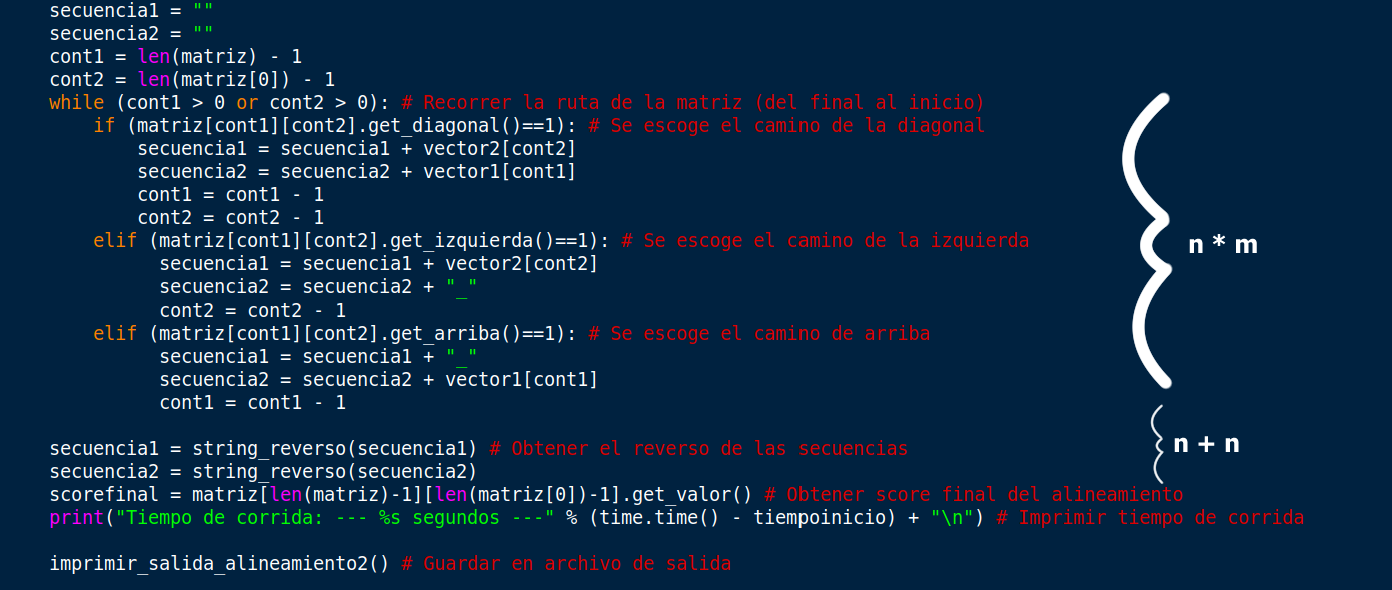 secuencia1 = ""
secuencia2 = ""
cont1 = len(matriz) - 1
cont2 = len(matriz[0]) - 1
while (cont1 > 0 or cont2 > 0): # Recorrer la ruta de la matriz (del final al inicio)
    if (matriz[cont1][cont2].get_diagonal()==1): # Se escoge el camino de la diagonal
        secuencia1 = secuencia1 + vector2[cont2]
        secuencia2 = secuencia2 + vector1[cont1]
        cont1 = cont1 - 1
        cont2 = cont2 - 1
    elif (matriz[cont1][cont2].get_izquierda()==1): # Se escoge el camino de la izquierda
          secuencia1 = secuencia1 + vector2[cont2]
          secuencia2 = secuencia2 + "_"
          cont2 = cont2 - 1
    elif (matriz[cont1][cont2].get_arriba()==1): # Se escoge el camino de arriba
          secuencia1 = secuencia1 + "_"
          secuencia2 = secuencia2 + vector1[cont1]
          cont1 = cont1 - 1
n * m
secuencia1 = string_reverso(secuencia1) # Obtener el reverso de las secuencias
secuencia2 = string_reverso(secuencia2)
n + n
scorefinal = matriz[len(matriz)-1][len(matriz[0])-1].get_valor() # Obtener score final del alineamiento
print("Tiempo de corrida: --- %s segundos ---" % (time.time() - tiempoinicio) + "\n") # Imprimir tiempo de corrida
imprimir_salida_alineamiento2() # Guardar en archivo de salida